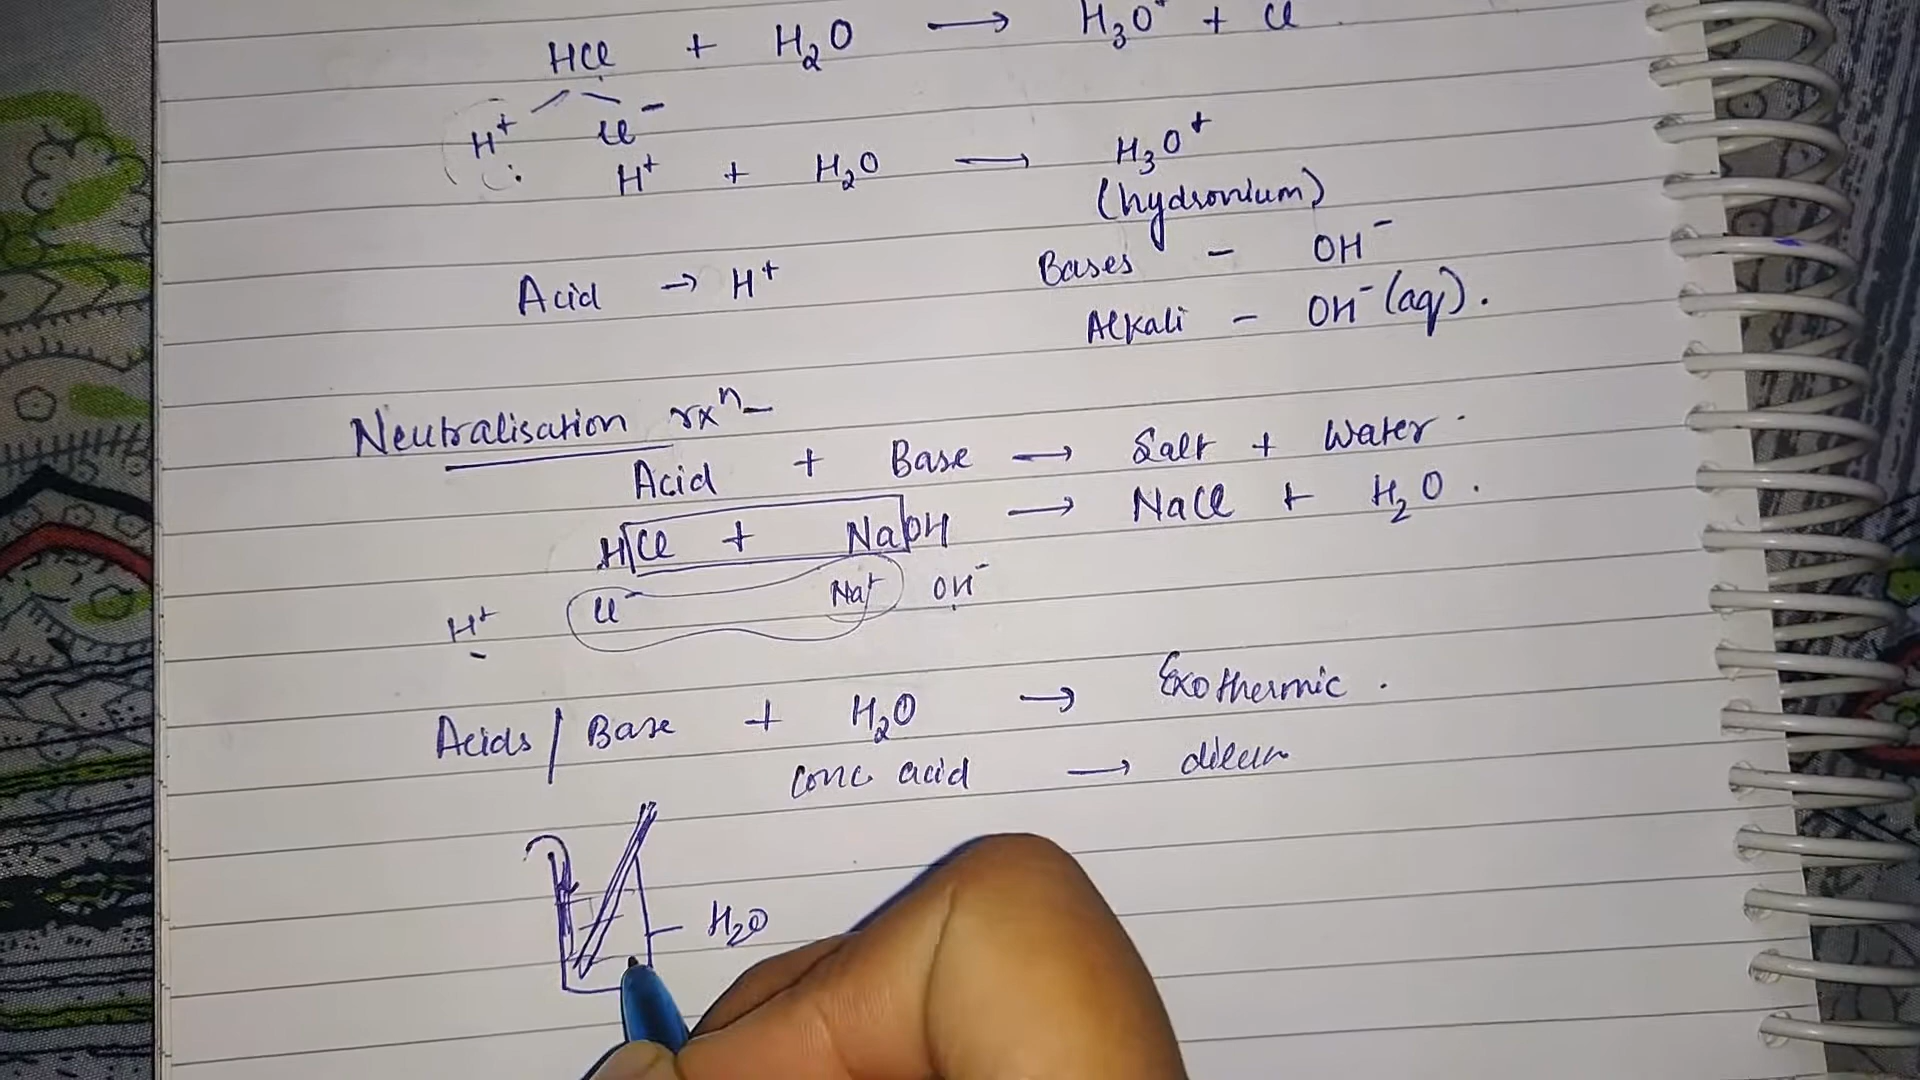 HCl + H₂O ⟶ H₃O⁺ + Cl
H⁺ Cl⁻
H⁺ + H₂O ⟶ H₃O⁺
(hydronium)
Acid → H⁺
Bases – OH⁻
Alkali – OH⁻(aq).
Neutralisation rxⁿ–
Acid + Base ⟶ Salt + Water.
HCl + NaOH ⟶ NaCl + H₂O.
H⁺ Cl⁻ Na⁺ OH⁻
Acids / Base + H₂O → Exothermic.
conc acid ⟶
H₂O